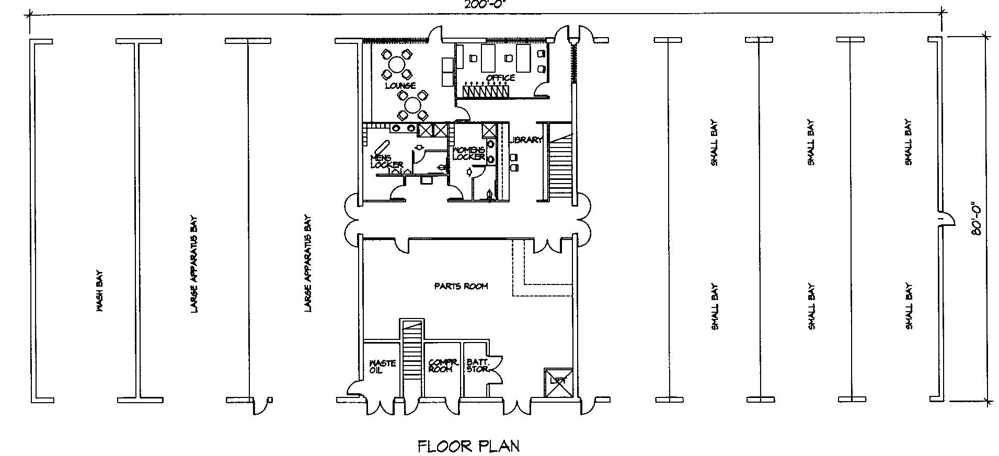 200'-0"
LOUNGE
OFFICE
LIBRARY
MENS
LOCKER
WOMENS
LOCKER
SMALL BAY
SMALL BAY
SMALL BAY
80'-0"
WASH BAY
LARGE APPARATUS BAY
LARGE APPARATUS BAY
PARTS ROOM
SMALL BAY
SMALL BAY
SMALL BAY
WASTE
OIL
COMPR.
ROOM
BATT.
STOR.
LIFT
FLOOR PLAN